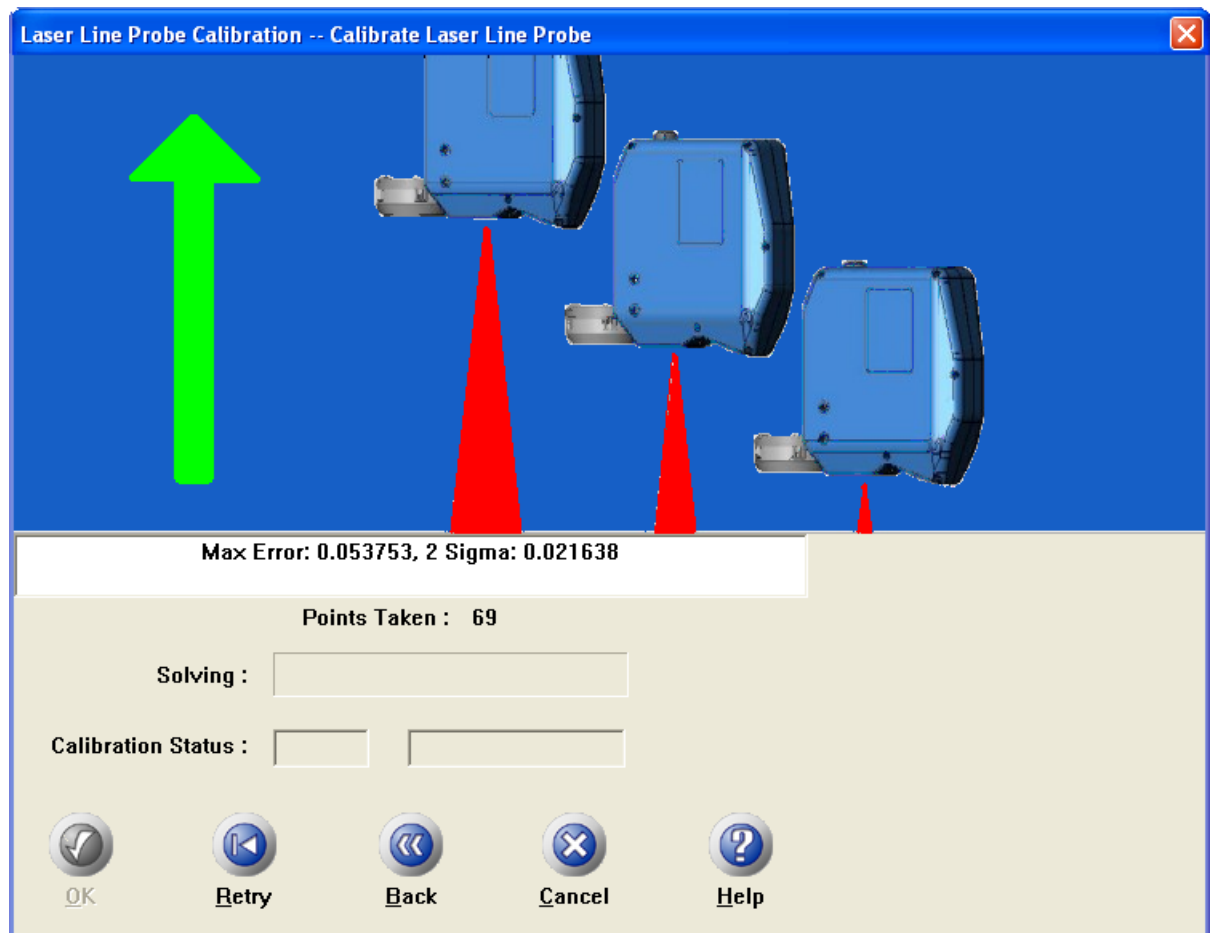 Laser Line Probe Calibration -- Calibrate Laser Line Probe
Max Error: 0.053753, 2 Sigma: 0.021638
Points Taken : 69
Solving :
Calibration Status :
OK Retry Back Cancel Help